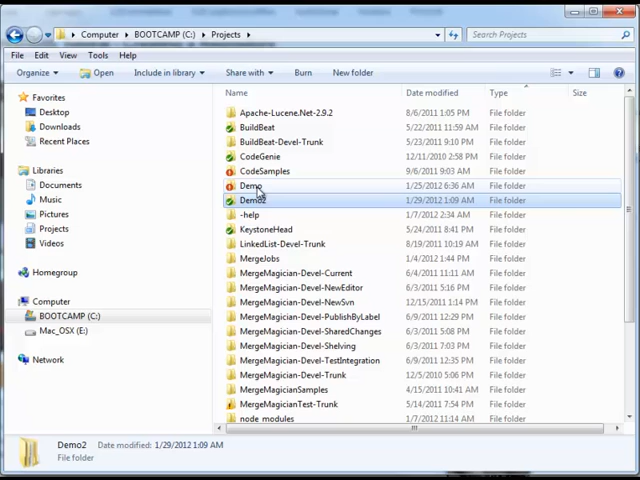 Computer ▸ BOOTCAMP (C:) ▸ Projects ▸
Search Projects
File Edit View Tools Help
Organize Open Include in library Share with Burn New folder
Name Date modified Type Size
Favorites
Desktop
Downloads
Recent Places
Libraries
Documents
Music
Pictures
Projects
Videos
Homegroup
Computer
BOOTCAMP (C:)
Mac_OSX (E:)
Network
Apache-Lucene.Net-2.9.2 8/6/2011 1:05 PM File folder
BuildBeat 5/22/2011 11:59 AM File folder
BuildBeat-Devel-Trunk 5/23/2011 9:10 PM File folder
CodeGenie 12/11/2010 2:58 PM File folder
CodeSamples 9/6/2011 9:03 AM File folder
Demo 1/25/2012 6:36 AM File folder
Demo2 1/29/2012 1:09 AM File folder
-help 1/7/2012 2:34 AM File folder
KeystoneHead 5/24/2011 8:41 PM File folder
LinkedList-Devel-Trunk 8/19/2011 10:19 AM File folder
MergeJobs 1/4/2012 1:44 PM File folder
MergeMagician-Devel-Current 6/4/2011 11:11 AM File folder
MergeMagician-Devel-NewEditor 6/3/2011 5:16 PM File folder
MergeMagician-Devel-NewSvn 12/15/2011 1:14 PM File folder
MergeMagician-Devel-PublishByLabel 6/3/2011 5:16 PM File folder
MergeMagician-Devel-SharedChanges 6/3/2011 5:08 PM File folder
MergeMagician-Devel-Shelving 6/3/2011 7:46 PM File folder
MergeMagician-Devel-TestIntegration 6/9/2011 12:35 PM File folder
MergeMagician-Devel-Trunk 12/5/2010 6:06 PM File folder
MergeMagicianSamples 4/15/2011 10:41 AM File folder
MergeMagicianTest-Trunk 5/14/2011 7:54 PM File folder
node_modules 1/7/2012 11:14 AM File folder
Demo2 Date modified: 1/29/2012 1:09 AM
File folder